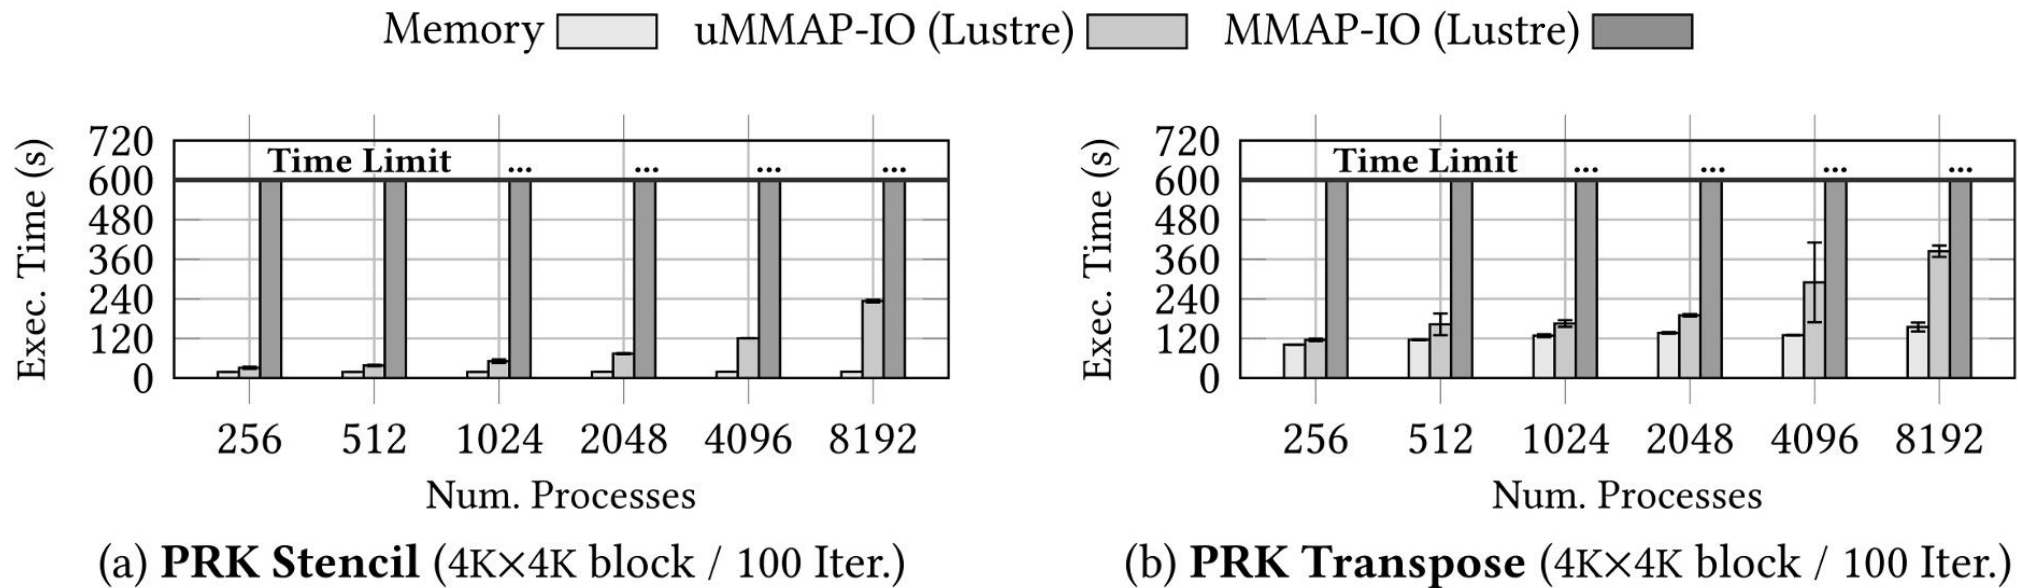 Memory uMMAP-IO (Lustre) MMAP-IO (Lustre)
Exec. Time (s)
720
600
480
360
240
120
0
Time Limit ... ... ... ...
256 512 1024 2048 4096 8192
Num. Processes
(a) PRK Stencil (4K×4K block / 100 Iter.)
Exec. Time (s)
720
600
480
360
240
120
0
Time Limit ... ... ... ...
256 512 1024 2048 4096 8192
Num. Processes
(b) PRK Transpose (4K×4K block / 100 Iter.)